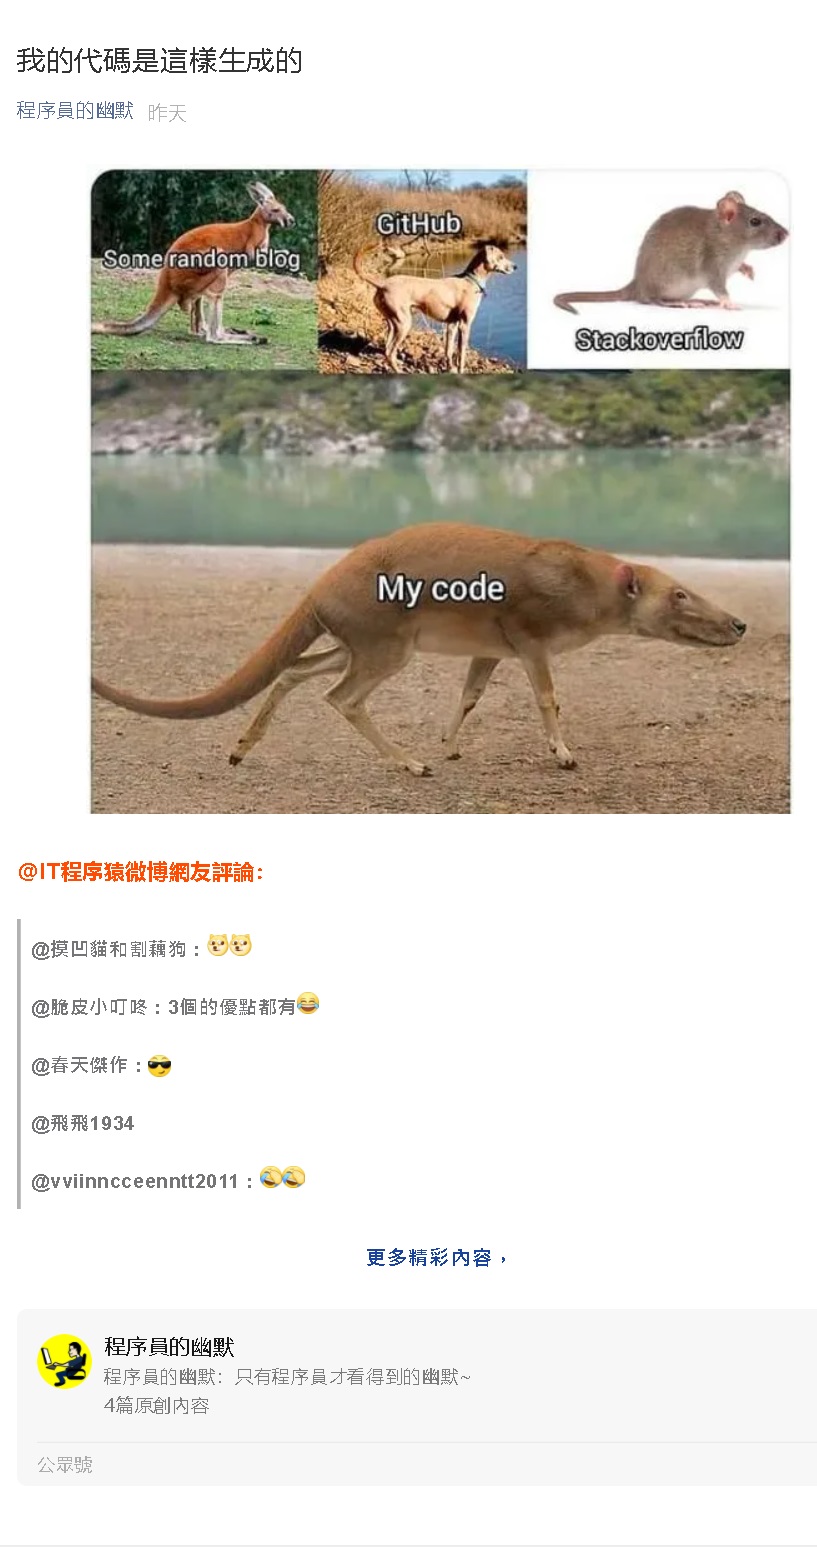 我的代碼是這樣生成的
程序員的幽默 昨天
Some random blog
GitHub
Stackoverflow
My code
@IT程序猿微博網友評論：
@摸凹貓和割藕狗：
@脆皮小叮咚：3個的優點都有😂
@春天傑作：😎
@飛飛1934
@vviinncceenntt2011：🤣🤣
更多精彩內容，
程序員的幽默
程序員的幽默：只有程序員才看得到的幽默~
4篇原創內容
公眾號